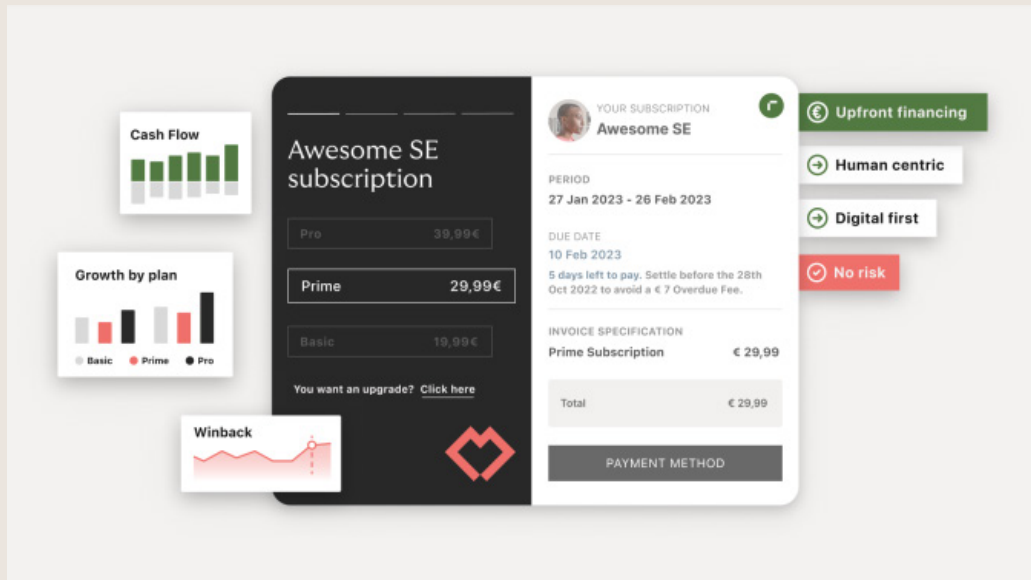 Cash Flow
Growth by plan
Basic
Prime
Pro
Winback
Awesome SE
subscription
Pro 39,99€
Prime 29,99€
Basic 19,99€
You want an upgrade? Click here
YOUR SUBSCRIPTION
Awesome SE
PERIOD
27 Jan 2023 - 26 Feb 2023
DUE DATE
10 Feb 2023
5 days left to pay. Settle before the 28th
Oct 2022 to avoid a € 7 Overdue Fee.
INVOICE SPECIFICATION
Prime Subscription € 29,99
Total € 29,99
PAYMENT METHOD
Upfront financing
Human centric
Digital first
No risk